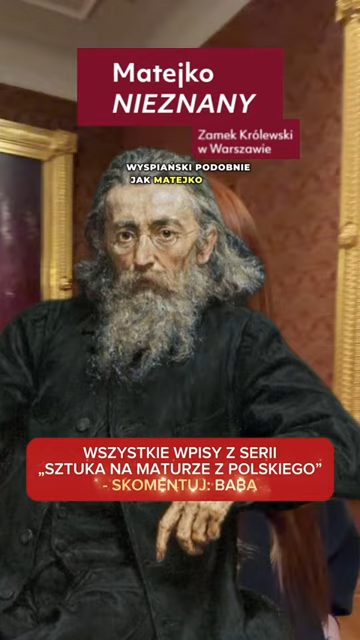 Matejko
NIEZNANY
Zamek Królewski
w Warszawie
WYSPIAŃSKI PODOBNIE
JAK MATEJKO
WSZYSTKIE WPISY Z SERII
„SZTUKA NA MATURZE Z POLSKIEGO”
- SKOMENTUJ: BABA